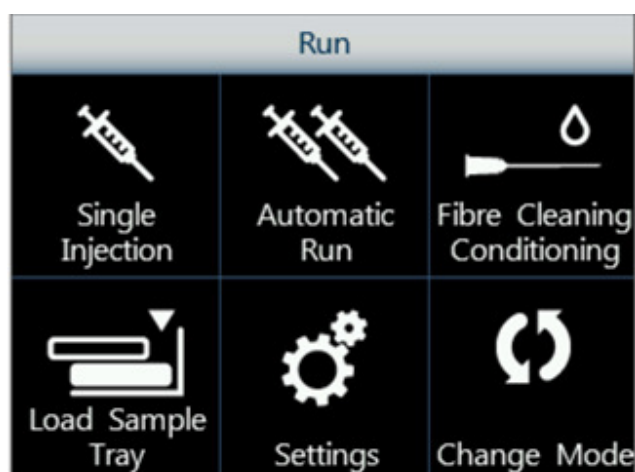 Run
Single
Injection
Automatic
Run
Fibre Cleaning
Conditioning
Load Sample
Tray
Settings
Change Mode